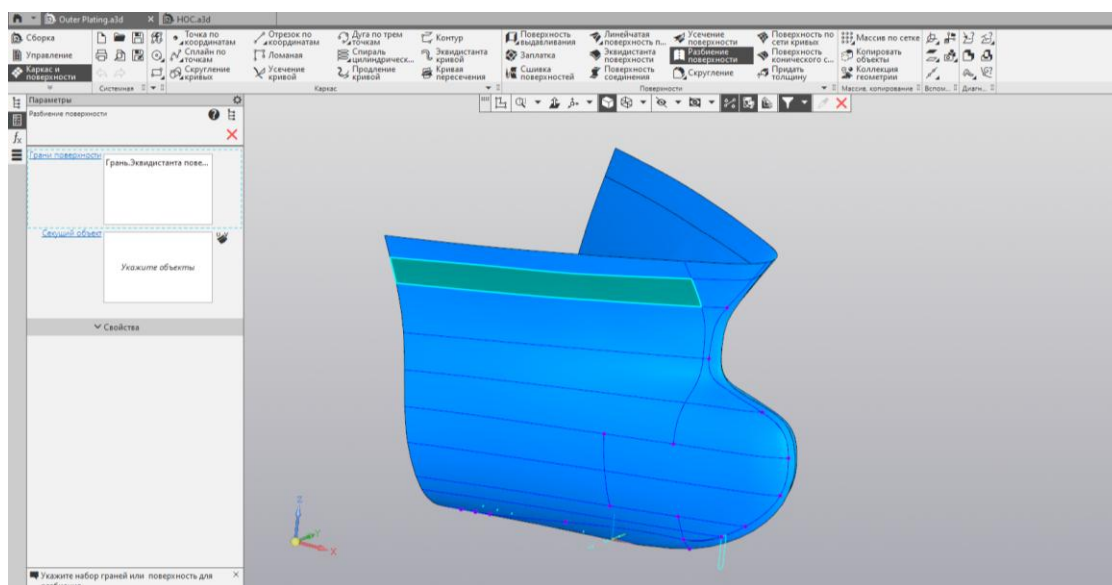 Outer Plating.a3d
×
НОС.a3d
Сборка
Управление
Каркас и поверхности
Системная
Точка по координатам
Сплайн по точкам
Скругление кривых
Отрезок по координатам
Ломаная
Усечение кривой
Дуга по трем точкам
Спираль цилиндрическ...
Продление кривой
Контур
Эквидистанта кривой
Кривая пересечения
Каркас
Поверхность выдавливания
Заплатка
Сшивка поверхностей
Линейчатая поверхность п...
Эквидистанта поверхности
Поверхность соединения
Усечение поверхности
Разбиение поверхности
Скругление
Поверхность по сети кривых
Поверхность конического с...
Придать толщину
Поверхности
Массив по сетке
Копировать объекты
Коллекция геометрии
Массив, копирование
Вспом...
Диагн...
Параметры
Разбиение поверхности
Грани поверхности
Грань.Эквидистанта пове...
Секущий объект
Укажите объекты
Свойства
Z
Y
X
Укажите набор граней или поверхность для